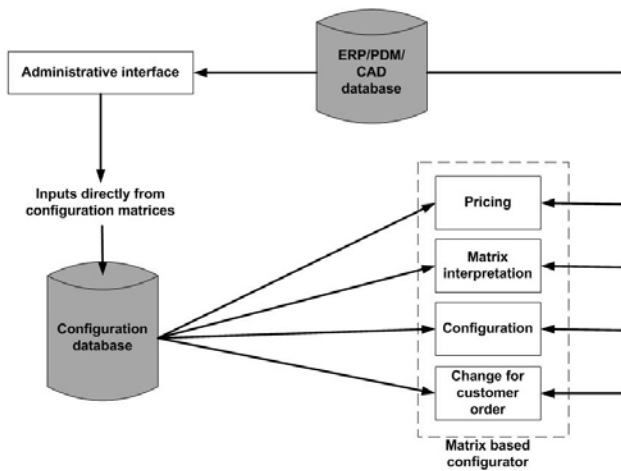 ERP/PDM/
CAD
database
Administrative interface
Inputs directly from
configuration matrices
Pricing
Matrix
interpretation
Configuration
database
Configuration
Change for
customer
order
Matrix based
configurator